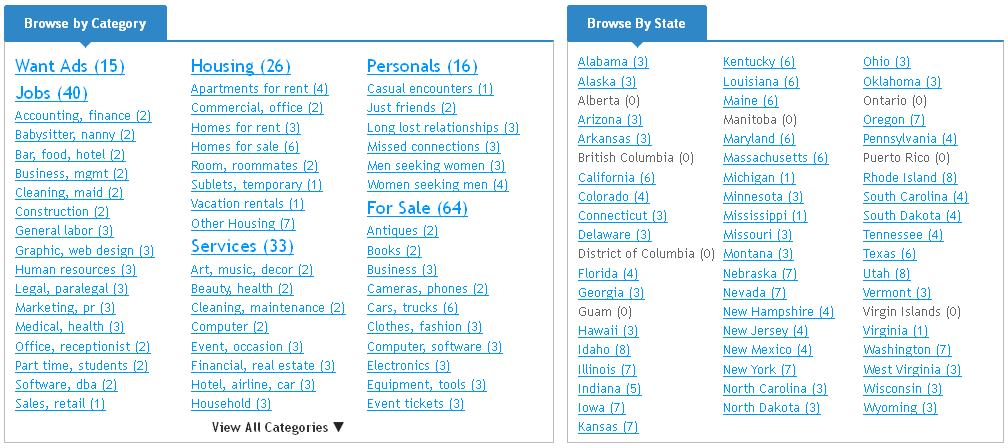 Browse by Category
Want Ads (15)
Jobs (40)
Accounting, finance (2)
Babysitter, nanny (2)
Bar, food, hotel (2)
Business, mgmt (2)
Cleaning, maid (2)
Construction (2)
General labor (3)
Graphic, web design (3)
Human resources (3)
Legal, paralegal (3)
Marketing, pr (3)
Medical, health (3)
Office, receptionist (2)
Part time, students (2)
Software, dba (2)
Sales, retail (1)
Housing (26)
Apartments for rent (4)
Commercial, office (2)
Homes for rent (3)
Homes for sale (6)
Room, roommates (2)
Sublets, temporary (1)
Vacation rentals (1)
Other Housing (7)
Services (33)
Art, music, decor (2)
Beauty, health (2)
Cleaning, maintenance (2)
Computer (2)
Event, occasion (3)
Financial, real estate (3)
Hotel, airline, car (3)
Household (3)
Personals (16)
Casual encounters (1)
Just friends (2)
Long lost relationships (3)
Missed connections (3)
Men seeking women (3)
Women seeking men (4)
For Sale (64)
Antiques (2)
Books (2)
Business (3)
Cameras, phones (2)
Cars, trucks (6)
Clothes, fashion (3)
Computer, software (3)
Electronics (3)
Equipment, tools (3)
Event tickets (3)
View All Categories ▼
Browse By State
Alabama (3)
Alaska (3)
Alberta (0)
Arizona (3)
Arkansas (3)
British Columbia (0)
California (6)
Colorado (4)
Connecticut (3)
Delaware (3)
District of Columbia (0)
Florida (4)
Georgia (3)
Guam (0)
Hawaii (3)
Idaho (8)
Illinois (7)
Indiana (5)
Iowa (7)
Kansas (7)
Kentucky (6)
Louisiana (6)
Maine (6)
Manitoba (0)
Maryland (6)
Massachusetts (6)
Michigan (1)
Minnesota (3)
Mississippi (1)
Missouri (3)
Montana (3)
Nebraska (7)
Nevada (7)
New Hampshire (4)
New Jersey (4)
New Mexico (4)
New York (7)
North Carolina (3)
North Dakota (3)
Ohio (3)
Oklahoma (3)
Ontario (0)
Oregon (7)
Pennsylvania (4)
Puerto Rico (0)
Rhode Island (8)
South Carolina (4)
South Dakota (4)
Tennessee (4)
Texas (6)
Utah (8)
Vermont (3)
Virgin Islands (0)
Virginia (1)
Washington (7)
West Virginia (3)
Wisconsin (3)
Wyoming (3)